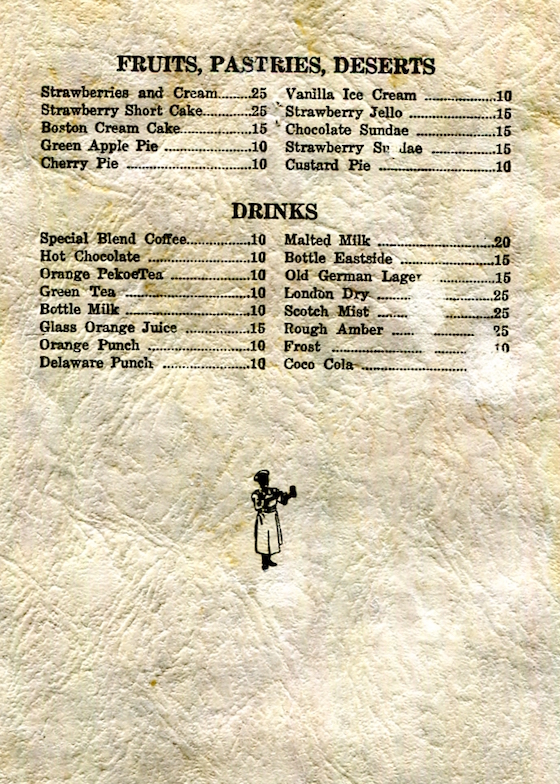 FRUITS, PASTRIES, DESERTS
Strawberries and Cream........25
Strawberry Short Cake.........25
Boston Cream Cake...............15
Green Apple Pie ....................10
Cherry Pie ............................10
Vanilla Ice Cream .................10
Strawberry Jello ....................15
Chocolate Sundae .................15
Strawberry ....................15
Custard Pie ..........................10
DRINKS
Special Blend Coffee..............10
Hot Chocolate .......................10
Orange PekoeTea ..................10
Green Tea ............................10
Bottle Milk ............................10
Glass Orange Juice ...............15
Orange Punch .......................10
Delaware Punch ...................10
Malted Milk ...........................20
Bottle Eastside ......................15
Old German Lager ...............15
London Dry ...........................25
Scotch Mist ...........................25
Rough Amber .......................25
Frost ....................................10
Coco Cola..............................